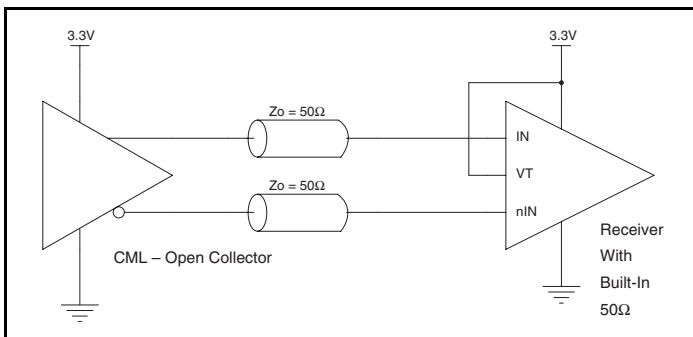 3.3V
3.3V
Zo = 50Ω
IN
VT
Zo = 50Ω
nIN
CML – Open Collector
Receiver
With
Built-In
50Ω